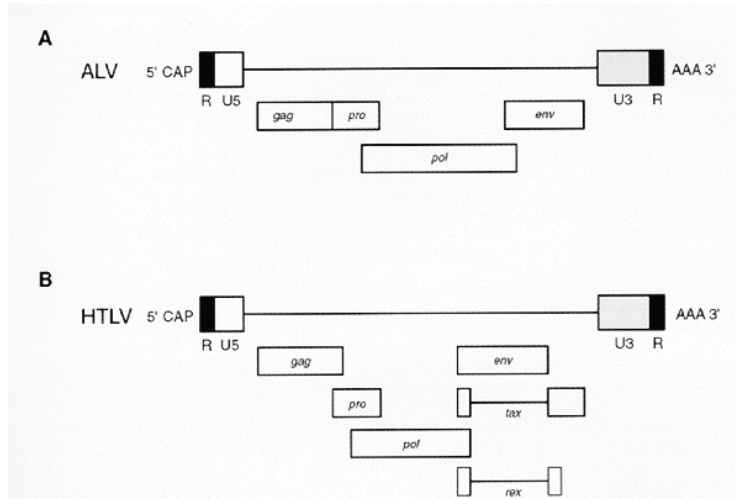 A
ALV 5' CAP AAA 3'
R U5 U3 R
gag pro env
pol
B
HTLV 5' CAP AAA 3'
R U5 U3 R
gag env
pro tax
pol
rex